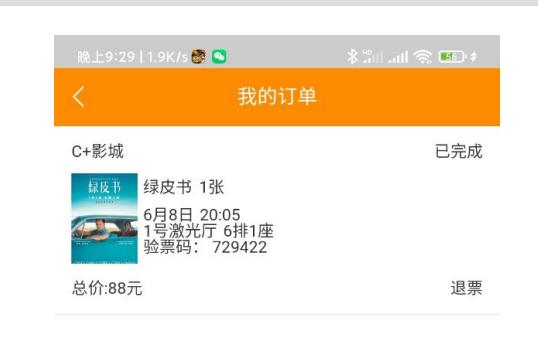 晚上9:29 | 1.9K/s
HD
56
我的订单
C+影城
已完成
绿皮书
绿皮书 1张
6月8日 20:05
1号激光厅 6排1座
验票码： 729422
总价:88元
退票